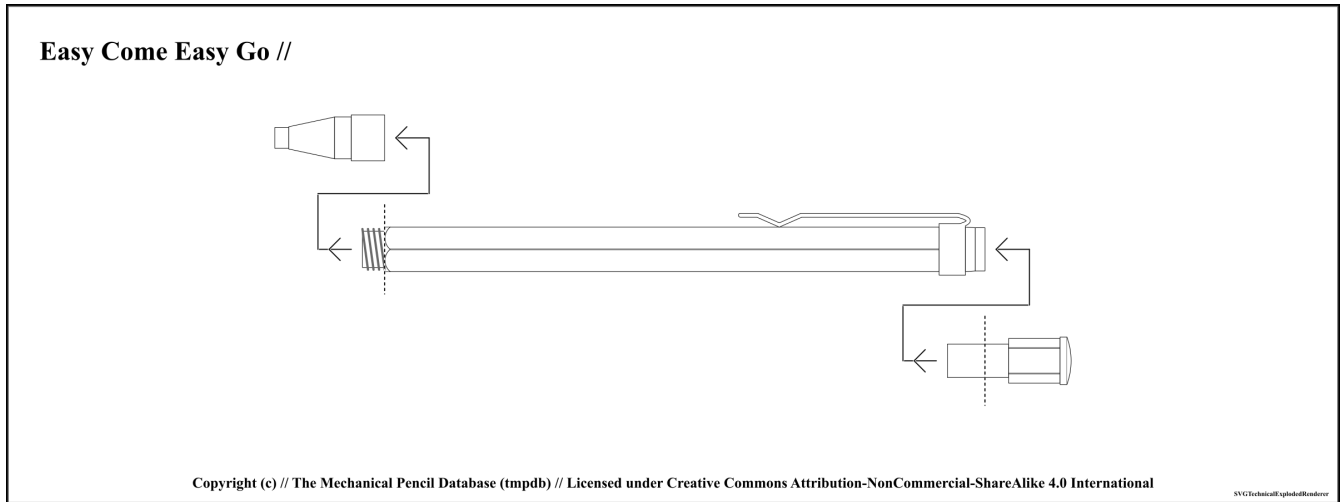 Easy Come Easy Go //
Copyright (c) // The Mechanical Pencil Database (tmpdb) // Licensed under Creative Commons Attribution-NonCommercial-ShareAlike 4.0 International
SVGTechnicalExplodedRenderer